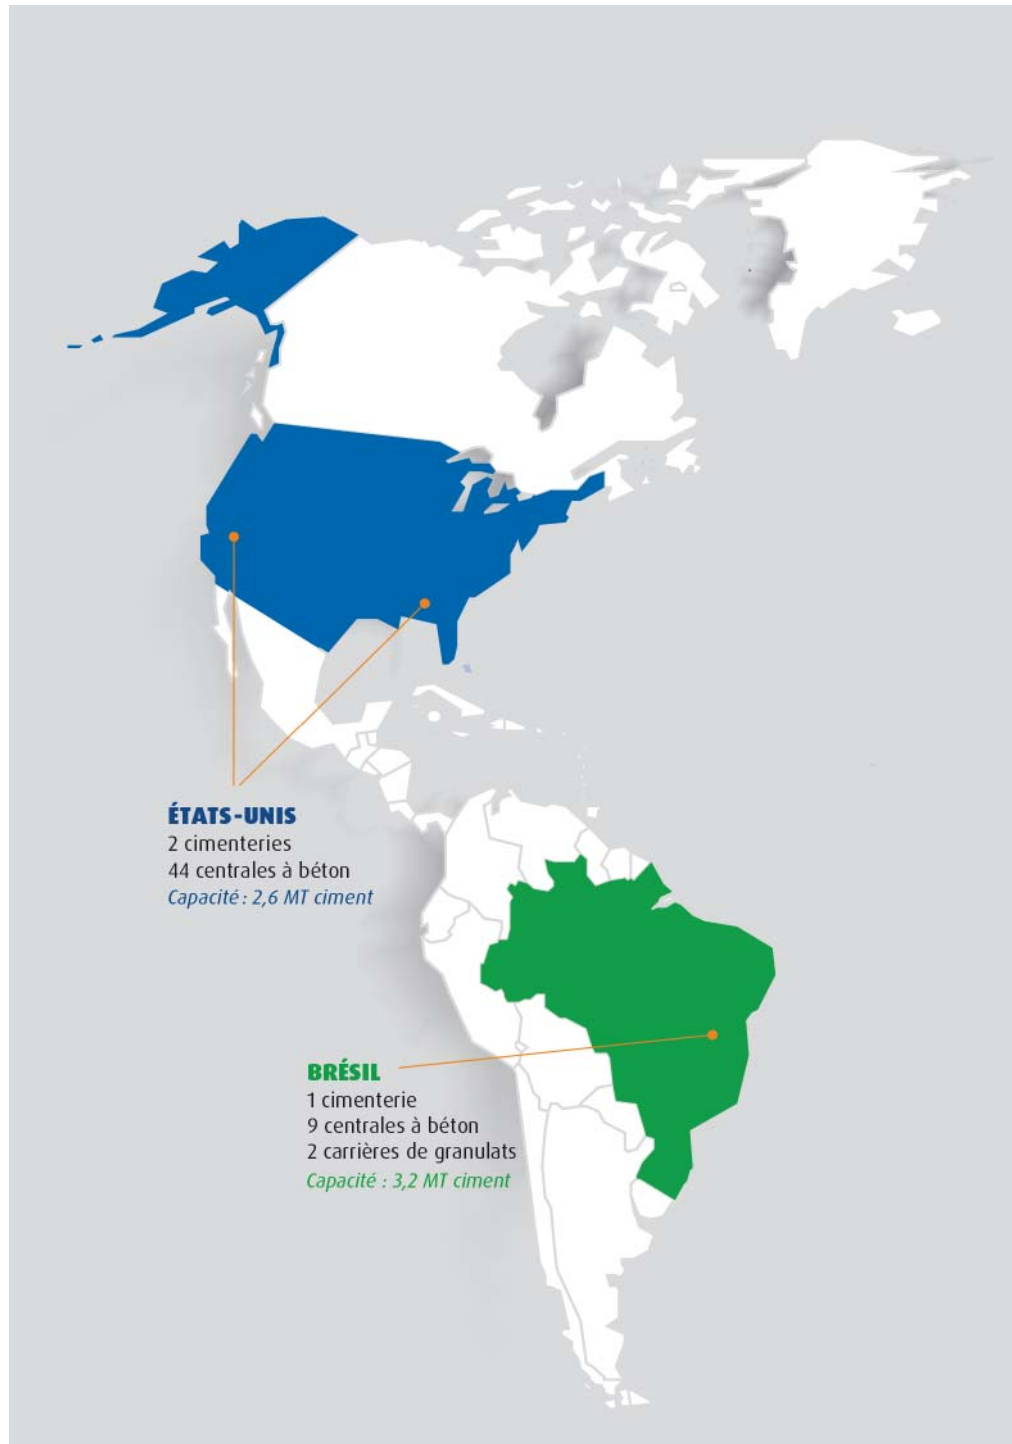 ÉTATS-UNIS
2 cimenteries
44 centrales à béton
Capacité : 2,6 MT ciment
BRÉSIL
1 cimenterie
9 centrales à béton
2 carrières de granulats
Capacité : 3,2 MT ciment